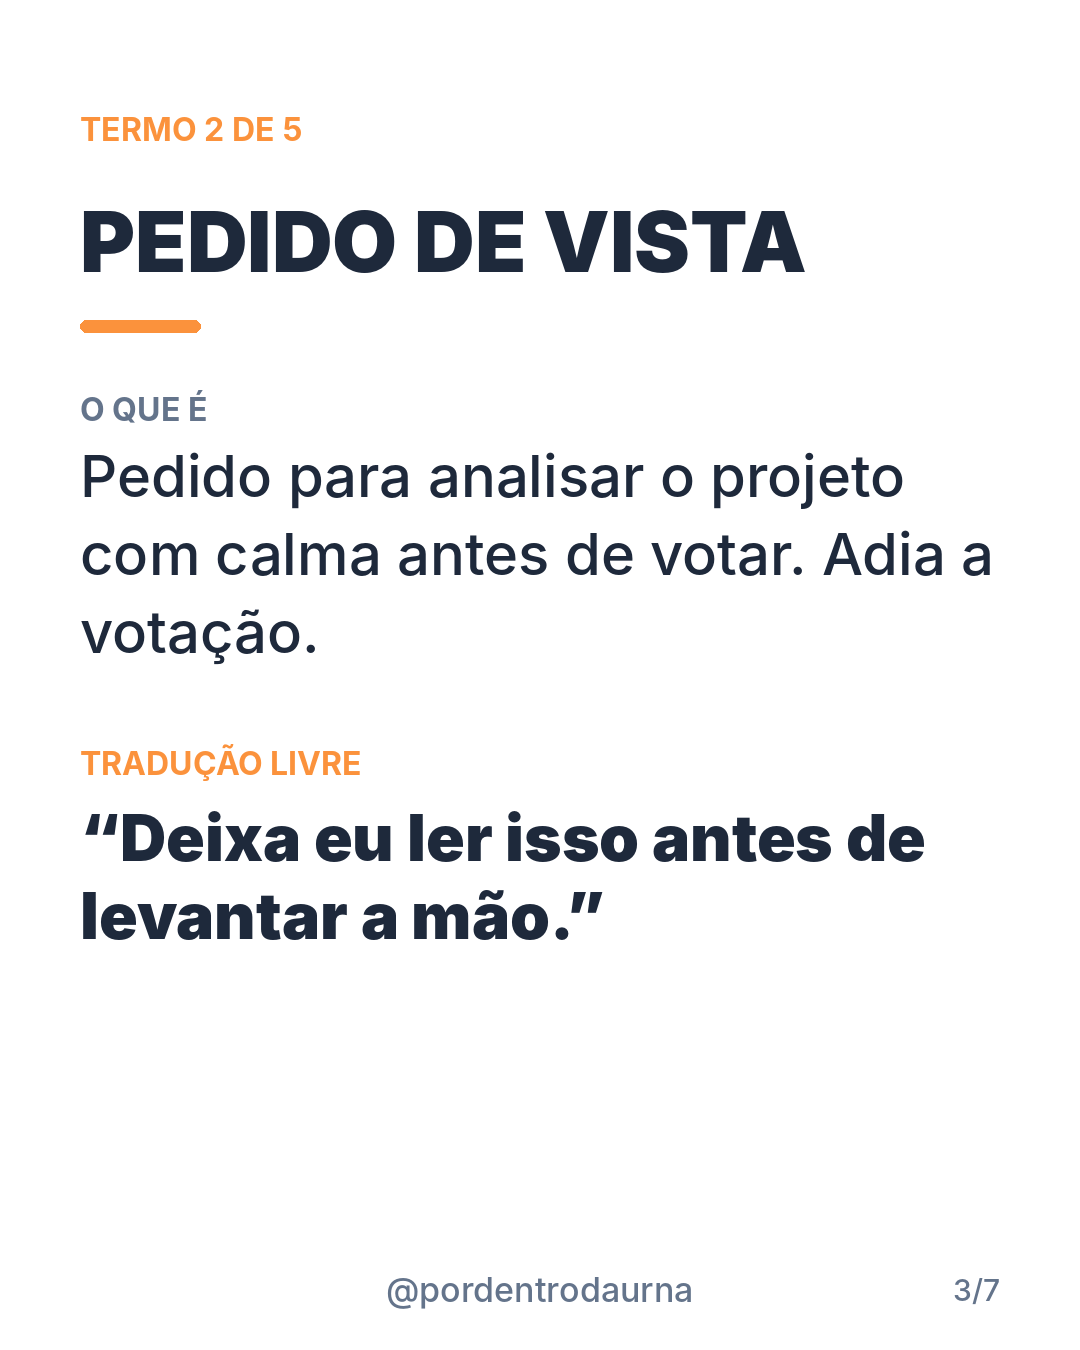 TERMO 2 DE 5
PEDIDO DE VISTA
O QUE É
Pedido para analisar o projeto
com calma antes de votar. Adia a
votação.
TRADUÇÃO LIVRE
“Deixa eu ler isso antes de
levantar a mão.”
@pordentrodaurna
3/7